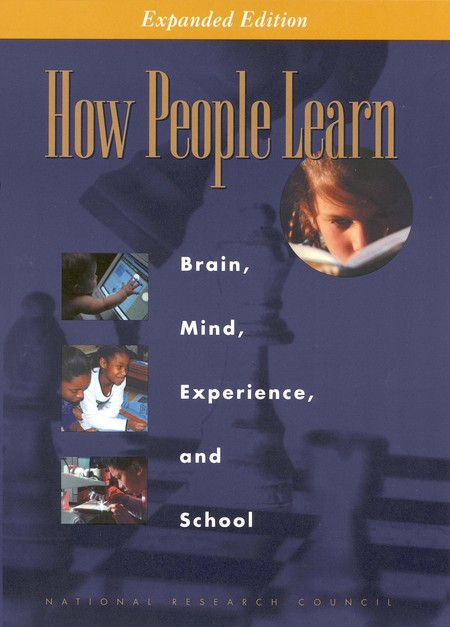 Expanded Edition
How People Learn
Brain,
Mind,
Experience,
and
School
NATIONAL RESEARCH COUNCIL